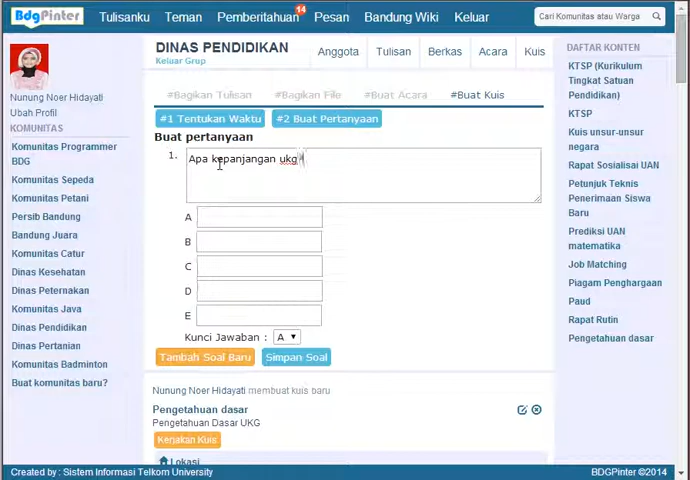 BdgPinter
Tulisanku
Teman
Pemberitahuan
14
Pesan
Bandung Wiki
Keluar
Cari Komunitas atau Warga
Nunung Noer Hidayati
Ubah Profil
KOMUNITAS
Komunitas Programmer
BDG
Komunitas Sepeda
Komunitas Petani
Persib Bandung
Bandung Juara
Komunitas Catur
Dinas Kesehatan
Dinas Peternakan
Komunitas Java
Dinas Pendidikan
Dinas Pertanian
Komunitas Badminton
Buat komunitas baru?
DINAS PENDIDIKAN
Keluar Grup
Anggota
Tulisan
Berkas
Acara
Kuis
#Bagikan Tulisan
#Bagikan File
#Buat Acara
#Buat Kuis
#1 Tentukan Waktu
#2 Buat Pertanyaan
Buat pertanyaan
1.
Apa kepanjangan ukg
A
B
C
D
E
Kunci Jawaban :
A
Tambah Soal Baru
Simpan Soal
Nunung Noer Hidayati membuat kuis baru
Pengetahuan dasar
Pengetahuan Dasar UKG
Kerjakan Kuis
Lokasi
DAFTAR KONTEN
KTSP (Kurikulum
Tingkat Satuan
Pendidikan)
KTSP
Kuis unsur-unsur
negara
Rapat Sosialisasi UAN
Petunjuk Teknis
Penerimaan Siswa
Baru
Prediksi UAN
matematika
Job Matching
Piagam Penghargaan
Paud
Rapat Rutin
Pengetahuan dasar
Created by : Sistem Informasi Telkom University
BDGPinter ©2014